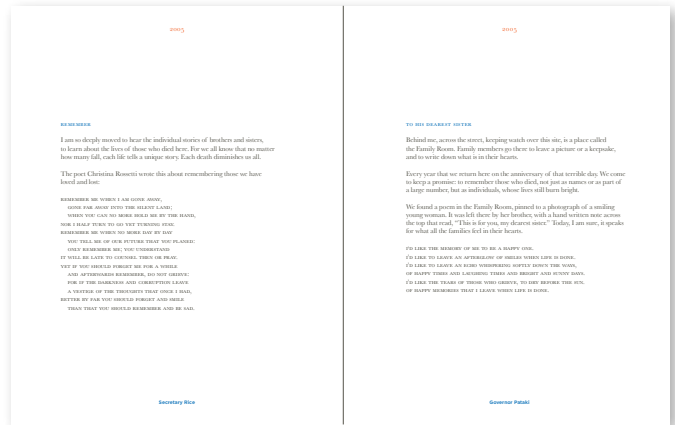 2005
REMEMBER
I am so deeply moved to hear the individual stories of brothers and sisters,
to learn about the lives of those who died here. For we all know that no matter
how many fall, each life tells a unique story. Each death diminishes us all.
The poet Christina Rossetti wrote this about remembering those we have
loved and lost:
REMEMBER ME WHEN I AM GONE AWAY,
GONE FAR AWAY INTO THE SILENT LAND;
WHEN YOU CAN NO MORE HOLD ME BY THE HAND,
NOR I HALF TURN TO GO YET TURNING STAY.
REMEMBER ME WHEN NO MORE DAY BY DAY
YOU TELL ME OF OUR FUTURE THAT YOU PLANED:
ONLY REMEMBER ME; YOU UNDERSTAND
IT WILL BE LATE TO COUNSEL THEN OR PRAY.
YET IF YOU SHOULD FORGET ME FOR A WHILE
AND AFTERWARDS REMEMBER, DO NOT GRIEVE:
FOR IF THE DARKNESS AND CORRUPTION LEAVE
A VESTIGE OF THE THOUGHTS THAT ONCE I HAD,
BETTER BY FAR YOU SHOULD FORGET AND SMILE
THAN THAT YOU SHOULD REMEMBER AND BE SAD.
Secretary Rice
2005
TO HIS DEAREST SISTER
Behind me, across the street, keeping watch over this site, is a place called
the Family Room. Family members go there to leave a picture or a keepsake,
and to write down what is in their hearts.
Every year that we return here on the anniversary of that terrible day. We come
to keep a promise: to remember those who died, not just as names or as part of
a large number, but as individuals, whose lives still burn bright.
We found a poem in the Family Room, pinned to a photograph of a smiling
young woman. It was left there by her brother, with a hand written note across
the top that read, “This is for you, my dearest sister.” Today, I am sure, it speaks
for what all the families feel in their hearts.
I'D LIKE THE MEMORY OF ME TO BE A HAPPY ONE.
I'D LIKE TO LEAVE AN AFTERGLOW OF SMILES WHEN LIFE IS DONE.
I'D LIKE TO LEAVE AN ECHO WHISPERING SOFTLY DOWN THE WAYS,
OF HAPPY TIMES AND LAUGHING TIMES AND BRIGHT AND SUNNY DAYS.
I'D LIKE THE TEARS OF THOSE WHO GRIEVE, TO DRY BEFORE THE SUN.
OF HAPPY MEMORIES THAT I LEAVE WHEN LIFE IS DONE.
Governor Pataki